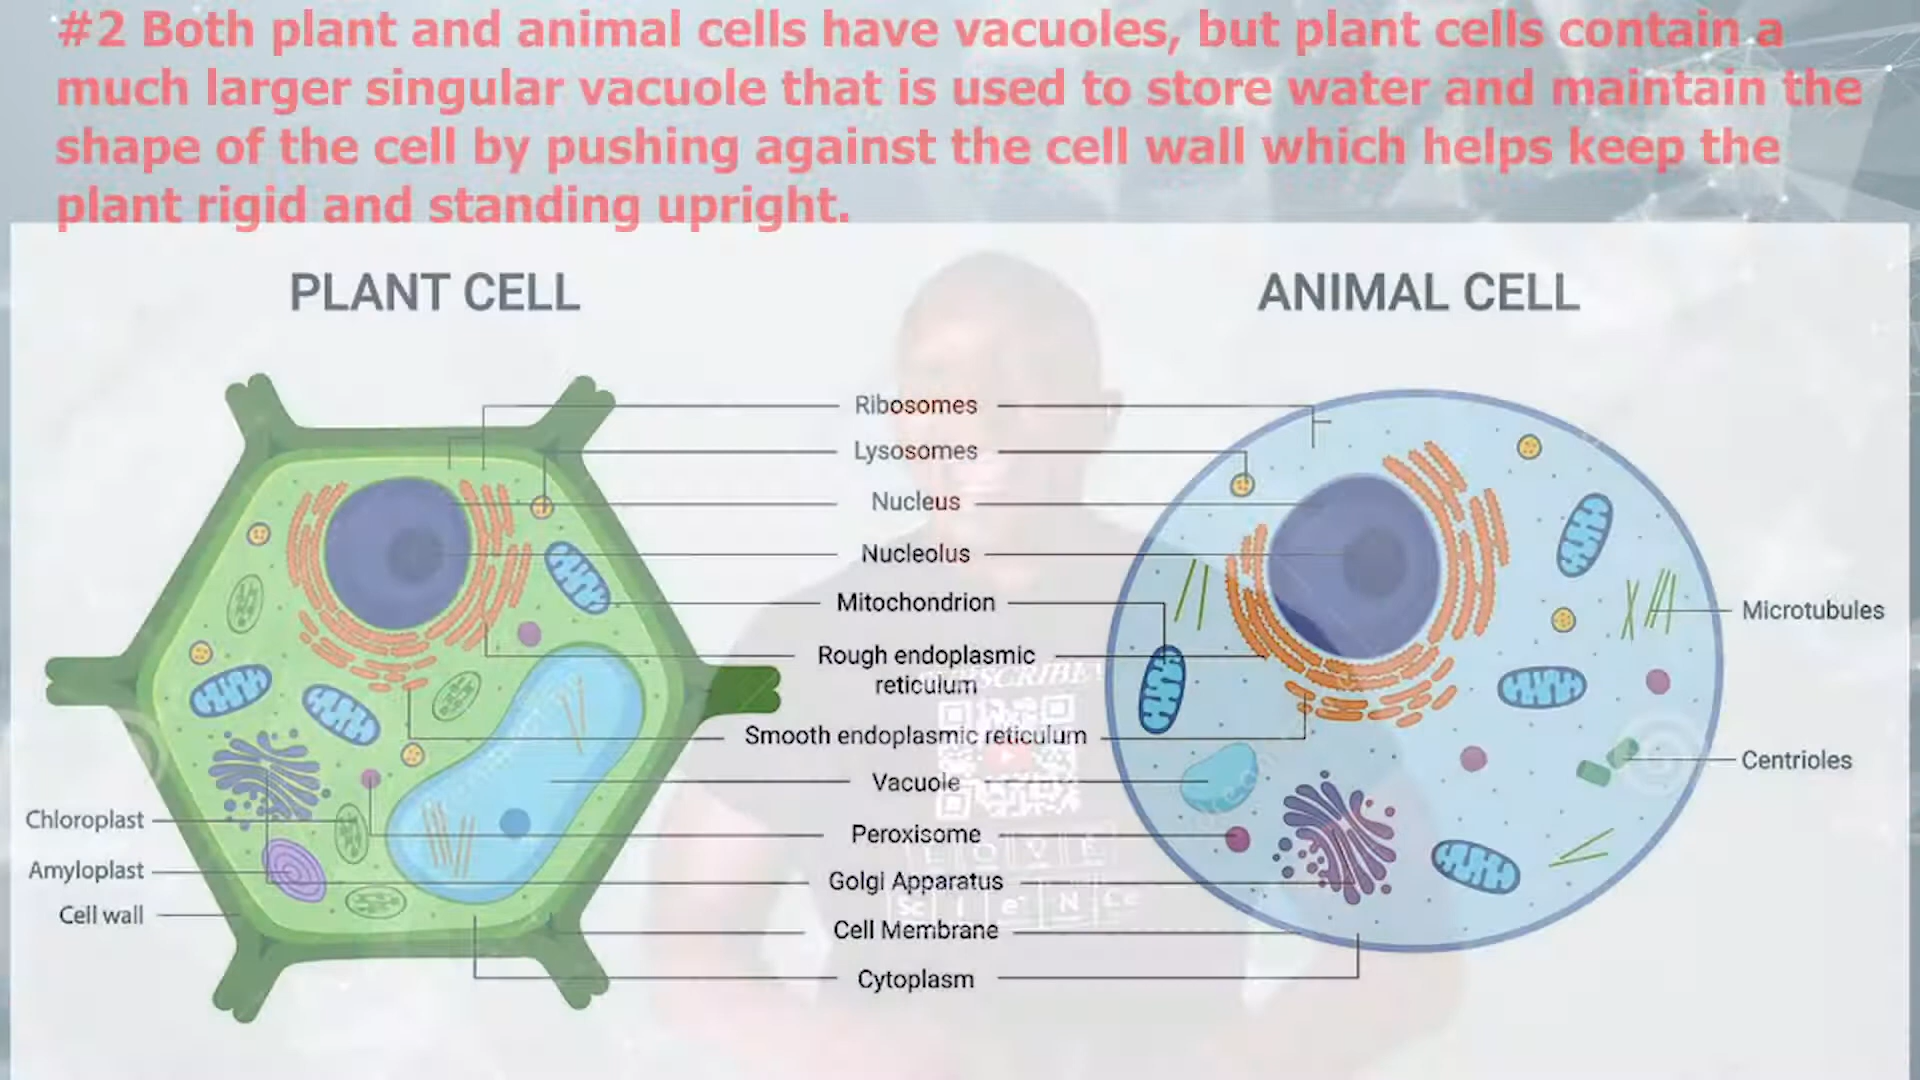 #2 Both plant and animal cells have vacuoles, but plant cells contain a
much larger singular vacuole that is used to store water and maintain the
shape of the cell by pushing against the cell wall which helps keep the
plant rigid and standing upright.
PLANT CELL
ANIMAL CELL
Ribosomes
Lysosomes
Nucleus
Nucleolus
Mitochondrion
Rough endoplasmic
reticulum
Smooth endoplasmic reticulum
Vacuole
Peroxisome
Golgi Apparatus
Cell Membrane
Cytoplasm
Chloroplast
Amyloplast
Cell wall
Microtubules
Centrioles
L O V E
Sc I e- N Ce